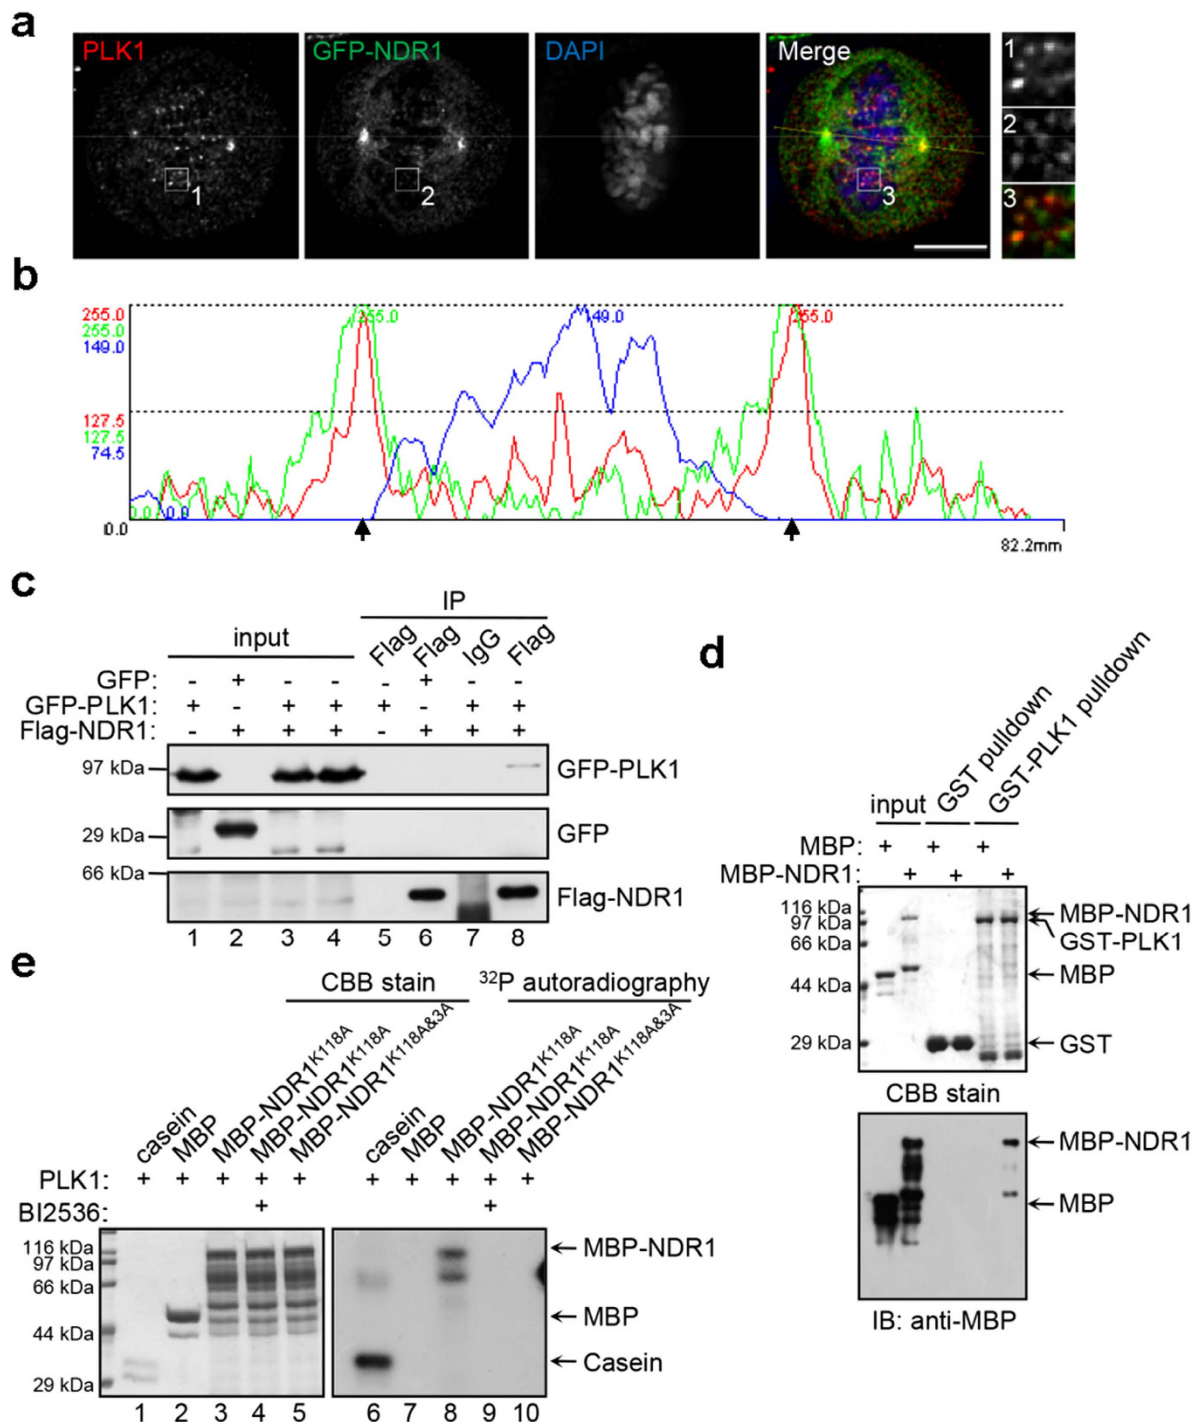 a
PLK1 GFP-NDR1 DAPI Merge
1 2 3
1
2
3
b
255.0 255.0 149.0 255.0
255.0
149.0
127.5
127.5
74.5
0.0 0.0
0.0 82.2mm
c
IP
input Flag Flag IgG Flag
GFP: - + - - - + - -
GFP-PLK1: + - + + + - + +
Flag-NDR1: - + + + - + + +
97 kDa GFP-PLK1
29 kDa GFP
66 kDa Flag-NDR1
1 2 3 4 5 6 7 8
d
input GST pulldown GST-PLK1 pulldown
MBP: + + +
MBP-NDR1: + + +
116 kDa MBP-NDR1
97 kDa GST-PLK1
66 kDa MBP
44 kDa
29 kDa GST
CBB stain
MBP-NDR1
MBP
IB: anti-MBP
e
CBB stain 32P autoradiography
casein MBP MBP-NDR1K118A MBP-NDR1K118A MBP-NDR1K118A&3A casein MBP MBP-NDR1K118A MBP-NDR1K118A MBP-NDR1K118A&3A
PLK1: + + + + + + + + + +
BI2536: + +
116 kDa MBP-NDR1
97 kDa
66 kDa MBP
44 kDa Casein
29 kDa
1 2 3 4 5 6 7 8 9 10